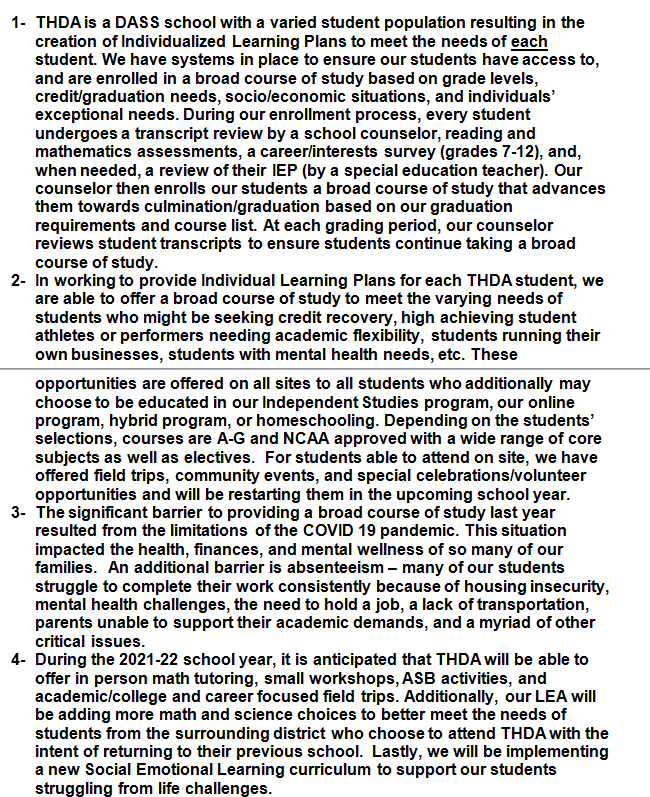 1- THDA is a DASS school with a varied student population resulting in the
creation of Individualized Learning Plans to meet the needs of each
student. We have systems in place to ensure our students have access to,
and are enrolled in a broad course of study based on grade levels,
credit/graduation needs, socio/economic situations, and individuals'
exceptional needs. During our enrollment process, every student
undergoes a transcript review by a school counselor, reading and
mathematics assessments, a career/interests survey (grades 7-12), and,
when needed, a review of their IEP (by a special education teacher). Our
counselor then enrolls our students a broad course of study that advances
them towards culmination/graduation based on our graduation
requirements and course list. At each grading period, our counselor
reviews student transcripts to ensure students continue taking a broad
course of study.
2- In working to provide Individual Learning Plans for each THDA student, we
are able to offer a broad course of study to meet the varying needs of
students who might be seeking credit recovery, high achieving student
athletes or performers needing academic flexibility, students running their
own businesses, students with mental health needs, etc. These
opportunities are offered on all sites to all students who additionally may
choose to be educated in our Independent Studies program, our online
program, hybrid program, or homeschooling. Depending on the students'
selections, courses are A-G and NCAA approved with a wide range of core
subjects as well as electives. For students able to attend on site, we have
offered field trips, community events, and special celebrations/volunteer
opportunities and will be restarting them in the upcoming school year.
3- The significant barrier to providing a broad course of study last year
resulted from the limitations of the COVID 19 pandemic. This situation
impacted the health, finances, and mental wellness of so many of our
families. An additional barrier is absenteeism – many of our students
struggle to complete their work consistently because of housing insecurity,
mental health challenges, the need to hold a job, a lack of transportation,
parents unable to support their academic demands, and a myriad of other
critical issues.
4- During the 2021-22 school year, it is anticipated that THDA will be able to
offer in person math tutoring, small workshops, ASB activities, and
academic/college and career focused field trips. Additionally, our LEA will
be adding more math and science choices to better meet the needs of
students from the surrounding district who choose to attend THDA with the
intent of returning to their previous school. Lastly, we will be implementing
a new Social Emotional Learning curriculum to support our students
struggling from life challenges.